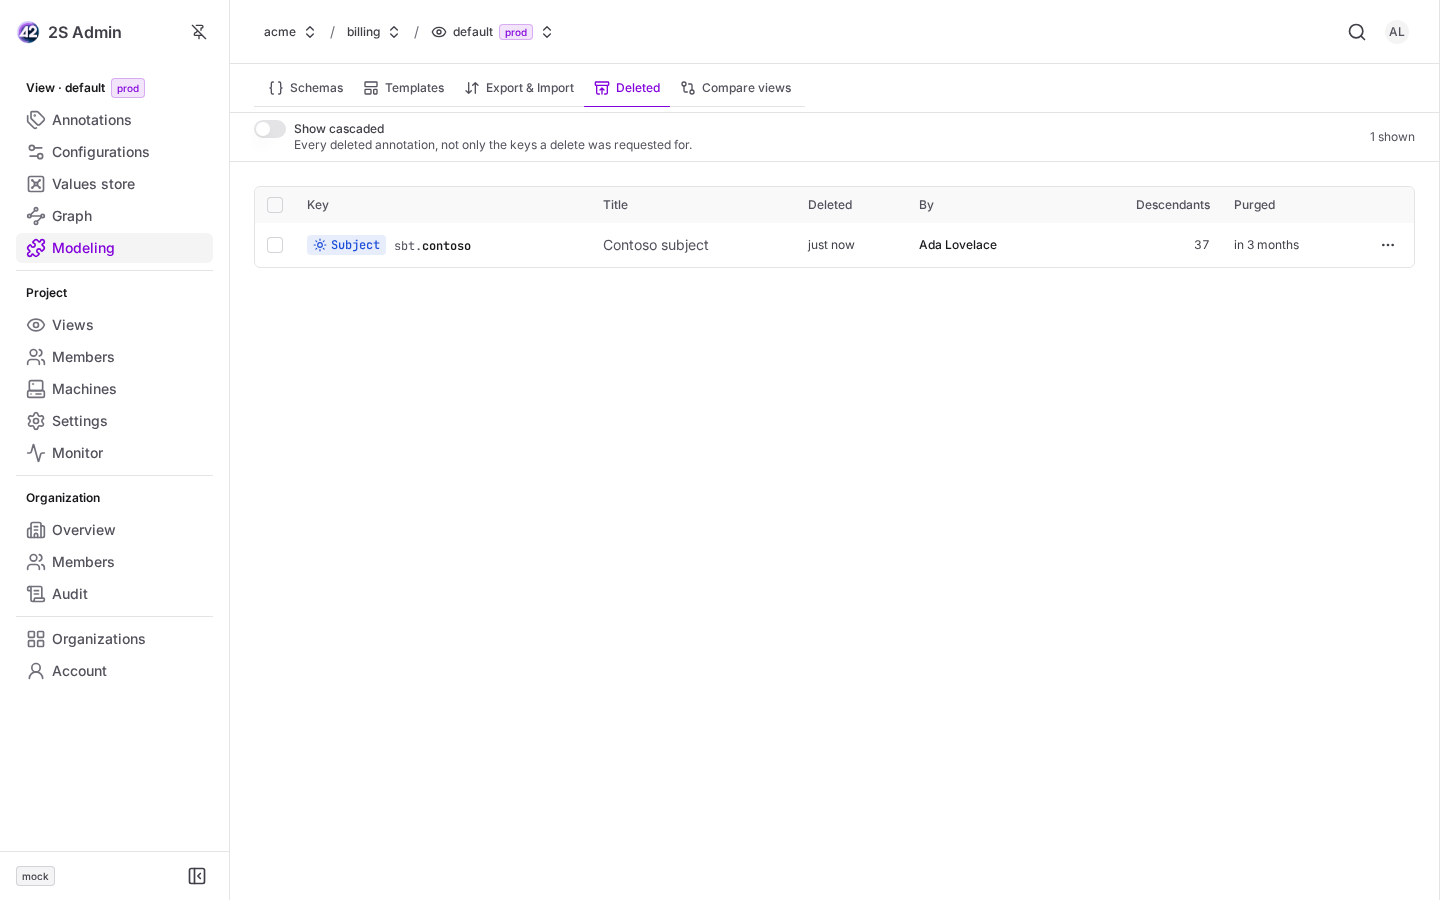 42 2S Admin
acme / billing / default prod
AL
View · default prod
Annotations
Configurations
Values store
Graph
Modeling
Project
Views
Members
Machines
Settings
Monitor
Organization
Overview
Members
Audit
Organizations
Account
mock
Schemas Templates Export & Import Deleted Compare views
Show cascaded
Every deleted annotation, not only the keys a delete was requested for.
1 shown
Key Title Deleted By Descendants Purged
Subject sbt.contoso Contoso subject just now Ada Lovelace 37 in 3 months